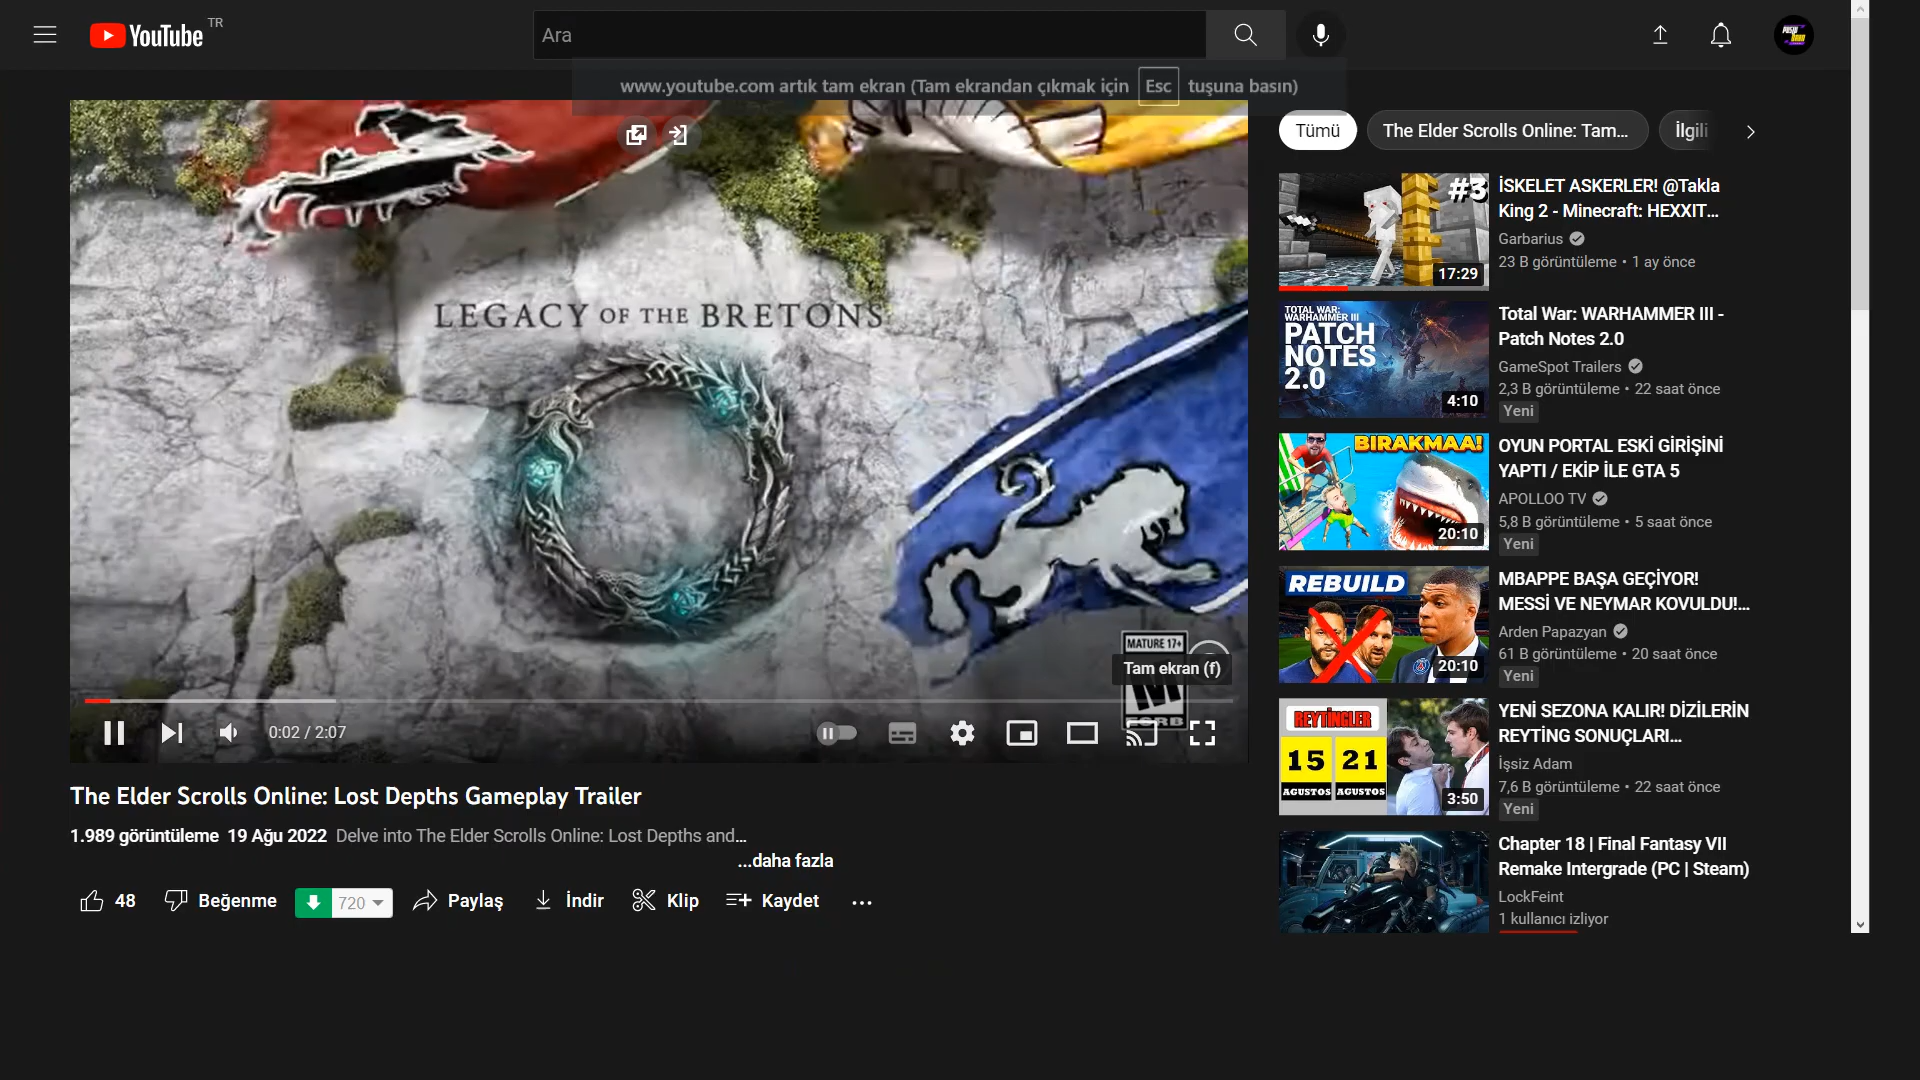 YouTube TR
Ara
www.youtube.com artık tam ekran (Tam ekrandan çıkmak için Esc tuşuna basın)
LEGACY OF THE BRETONS
MATURE 17+
M
ESRB
Tam ekran (f)
0:02 / 2:07
The Elder Scrolls Online: Lost Depths Gameplay Trailer
1.989 görüntüleme 19 Ağu 2022 Delve into The Elder Scrolls Online: Lost Depths and...
...daha fazla
48 Beğenme 720 Paylaş İndir Klip Kaydet
Tümü The Elder Scrolls Online: Tam... İlgili
#3
17:29
İSKELET ASKERLER! @Takla
King 2 - Minecraft: HEXXIT...
Garbarius
23 B görüntüleme • 1 ay önce
TOTAL WAR:
WARHAMMER III
PATCH
NOTES
2.0
4:10
Total War: WARHAMMER III -
Patch Notes 2.0
GameSpot Trailers
2,3 B görüntüleme • 22 saat önce
Yeni
BIRAKMAA!
20:10
OYUN PORTAL ESKİ GİRİŞİNİ
YAPTI / EKİP İLE GTA 5
APOLLOO TV
5,8 B görüntüleme • 5 saat önce
Yeni
REBUILD
20:10
MBAPPE BAŞA GEÇİYOR!
MESSİ VE NEYMAR KOVULDU!...
Arden Papazyan
61 B görüntüleme • 20 saat önce
Yeni
REYTİNGLER
15 21
AGUSTOS AGUSTOS
3:50
YENİ SEZONA KALIR! DİZİLERİN
REYTİNG SONUÇLARI...
İşsiz Adam
7,6 B görüntüleme • 22 saat önce
Yeni
Chapter 18 | Final Fantasy VII
Remake Intergrade (PC | Steam)
LockFeint
1 kullanıcı izliyor